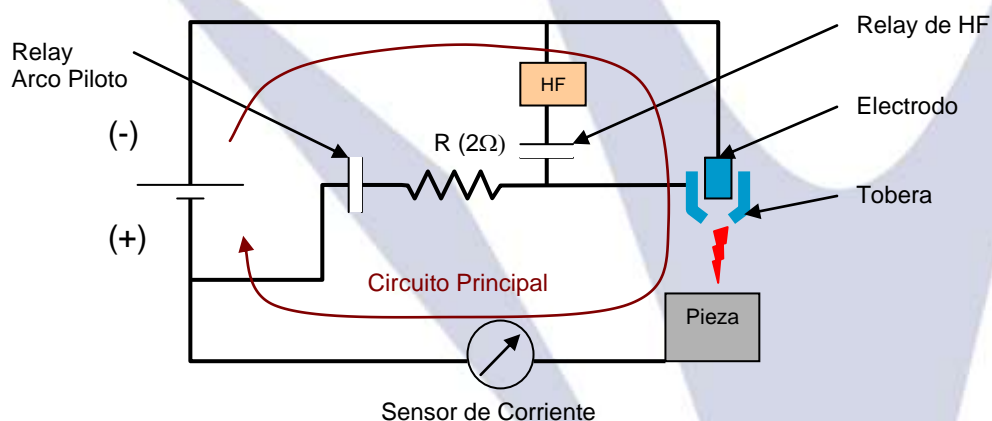 Relay
Arco Piloto
HF
Relay de HF
Electrodo
(-)
R (2Ω)
Tobera
(+)
Circuito Principal
Pieza
Sensor de Corriente